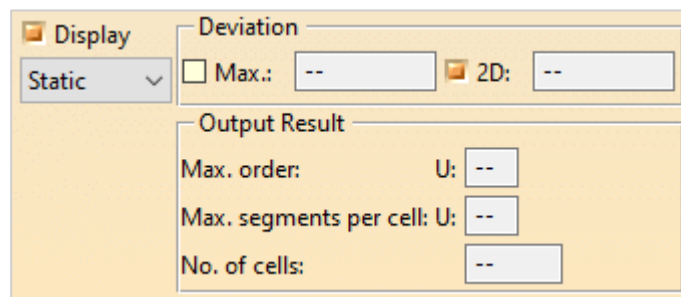 Display
Static
Deviation
Max.: -- 2D: --
Output Result
Max. order: U: --
Max. segments per cell: U: --
No. of cells: --